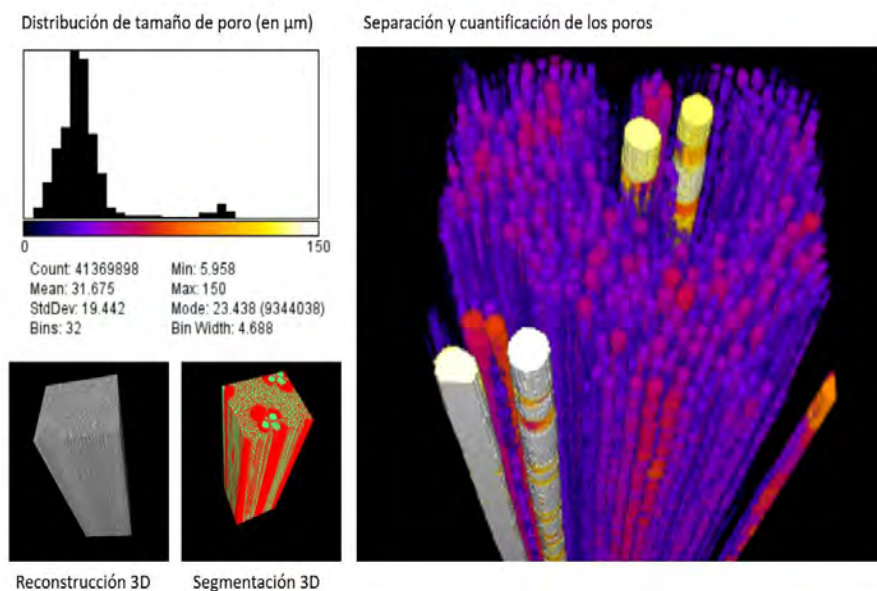 Distribución de tamaño de poro (en µm)
Separación y cuantificación de los poros
0
150
Count: 41369898
Min: 5.958
Mean: 31.675
Max: 150
StdDev: 19.442
Mode: 23.438 (9344038)
Bins: 32
Bin Width: 4.688
Reconstrucción 3D
Segmentación 3D